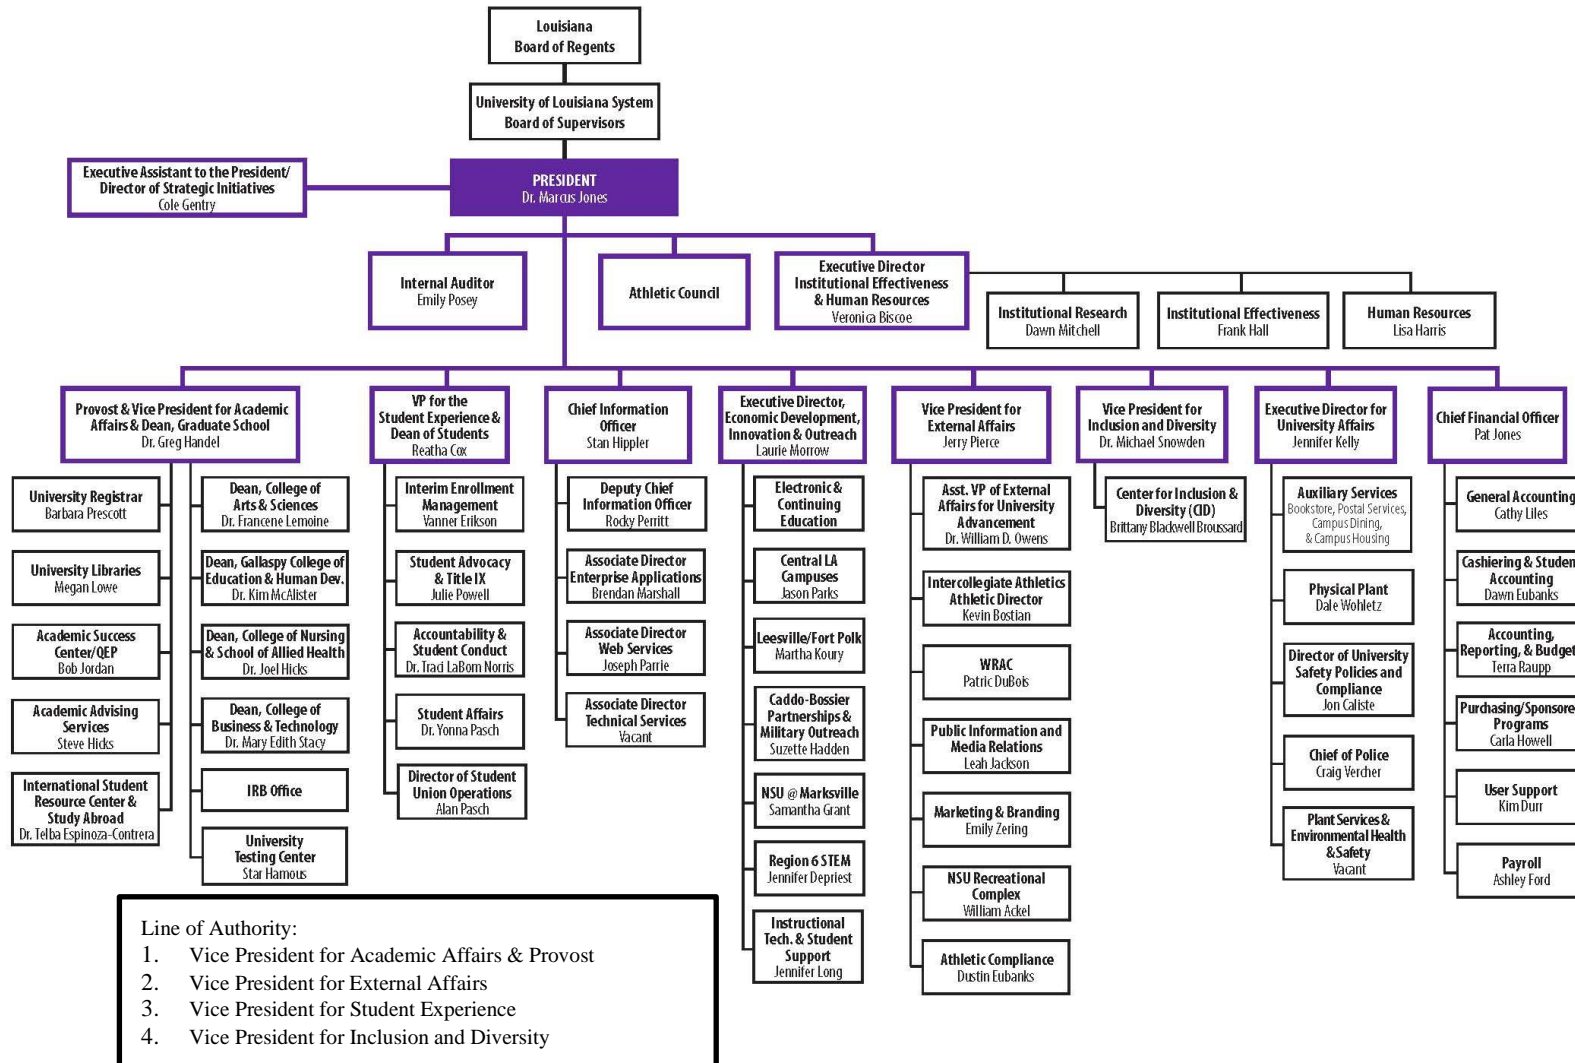 Louisiana
Board of Regents
University of Louisiana System
Board of Supervisors
Executive Assistant to the President/
Director of Strategic Initiatives
Cole Gentry
PRESIDENT
Dr. Marcus Jones
Internal Auditor
Emily Posey
Athletic Council
Executive Director
Institutional Effectiveness
& Human Resources
Veronica Biscoe
Institutional Research
Dawn Mitchell
Institutional Effectiveness
Frank Hall
Human Resources
Lisa Harris
Provost & Vice President for Academic
Affairs & Dean, Graduate School
Dr. Greg Handel
University Registrar
Barbara Prescott
University Libraries
Megan Lowe
Academic Success
Center/QEP
Bob Jordan
Academic Advising
Services
Steve Hicks
International Student
Resource Center &
Study Abroad
Dr. Telba Espinoza-Contrera
Dean, College of
Arts & Sciences
Dr. Francene Lemoine
Dean, Gallaspy College of
Education & Human Dev.
Dr. Kim McAlister
Dean, College of Nursing
& School of Allied Health
Dr. Joel Hicks
Dean, College of
Business & Technology
Dr. Mary Edith Stacy
IRB Office
University
Testing Center
Star Hamous
VP for the
Student Experience &
Dean of Students
Reatha Cox
Interim Enrollment
Management
Vanner Erikson
Student Advocacy
& Title IX
Julie Powell
Accountability &
Student Conduct
Dr. Traci LaBom Norris
Student Affairs
Dr. Yonna Pasch
Director of Student
Union Operations
Alan Pasch
Chief Information
Officer
Stan Hippler
Deputy Chief
Information Officer
Rocky Perritt
Associate Director
Enterprise Applications
Brendan Marshall
Associate Director
Web Services
Joseph Parrie
Associate Director
Technical Services
Vacant
Executive Director,
Economic Development,
Innovation & Outreach
Laurie Morrow
Electronic &
Continuing
Education
Central LA
Campuses
Jason Parks
Leesville/Fort Polk
Martha Koury
Caddo-Bossier
Partnerships &
Military Outreach
Suzette Hadden
NSU @ Marksville
Samantha Grant
Region 6 STEM
Jennifer Depriest
Instructional
Tech. & Student
Support
Jennifer Long
Vice President for
External Affairs
Jerry Pierce
Asst. VP of External
Affairs for University
Advancement
Dr. William D. Owens
Intercollegiate Athletics
Athletic Director
Kevin Bostian
WRAC
Patric DuBois
Public Information and
Media Relations
Leah Jackson
Marketing & Branding
Emily Zering
NSU Recreational
Complex
William Ackel
Athletic Compliance
Dustin Eubanks
Vice President for
Inclusion and Diversity
Dr. Michael Snowden
Center for Inclusion &
Diversity (CID)
Brittany Blackwell Broussard
Executive Director for
University Affairs
Jennifer Kelly
Auxiliary Services
Bookstore, Postal Services,
Campus Dining,
& Campus Housing
Physical Plant
Dale Wohletz
Director of University
Safety Policies and
Compliance
Jon Caliste
Chief of Police
Craig Vercher
Plant Services &
Environmental Health
& Safety
Vacant
Chief Financial Officer
Pat Jones
General Accounting
Cathy Liles
Cashiering & Student
Accounting
Dawn Eubanks
Accounting,
Reporting, & Budget
Terra Raupp
Purchasing/Sponsore
Programs
Carla Howell
User Support
Kim Durr
Payroll
Ashley Ford
Line of Authority:
1. Vice President for Academic Affairs & Provost
2. Vice President for External Affairs
3. Vice President for Student Experience
4. Vice President for Inclusion and Diversity